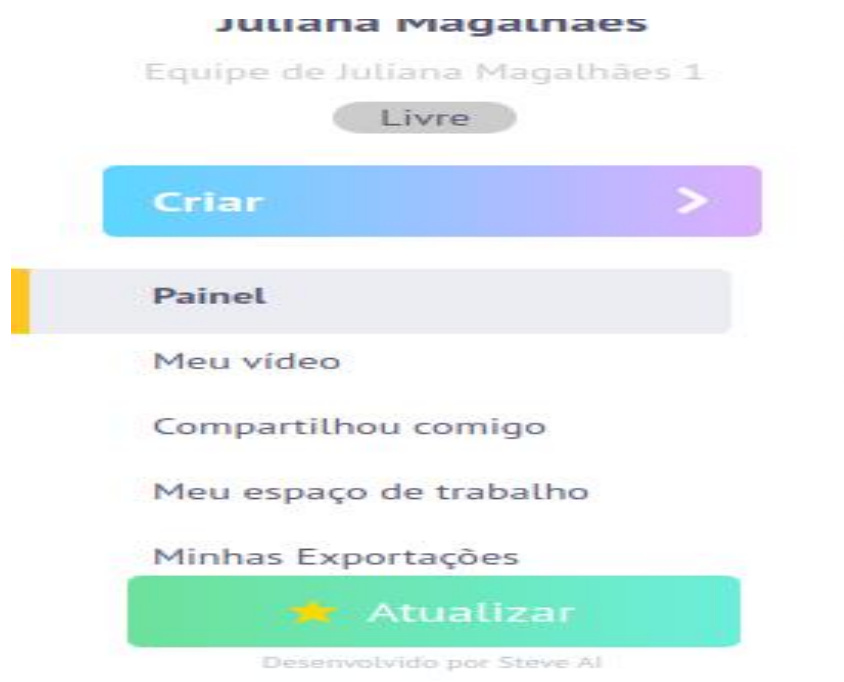 Juliana Magalhães
Equipe de Juliana Magalhães 1
Livre
Criar
Painel
Meu vídeo
Compartilhou comigo
Meu espaço de trabalho
Minhas Exportações
Atualizar
Desenvolvido por Steve AI